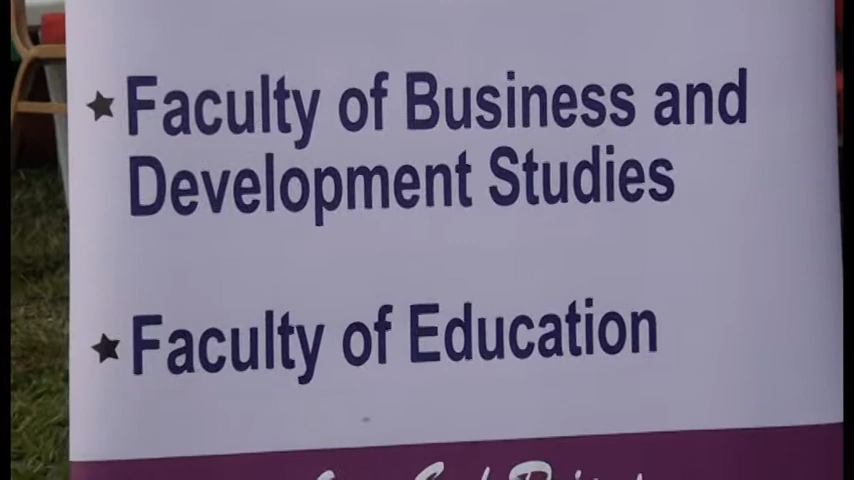 Faculty of Business and
Development Studies
Faculty of Education